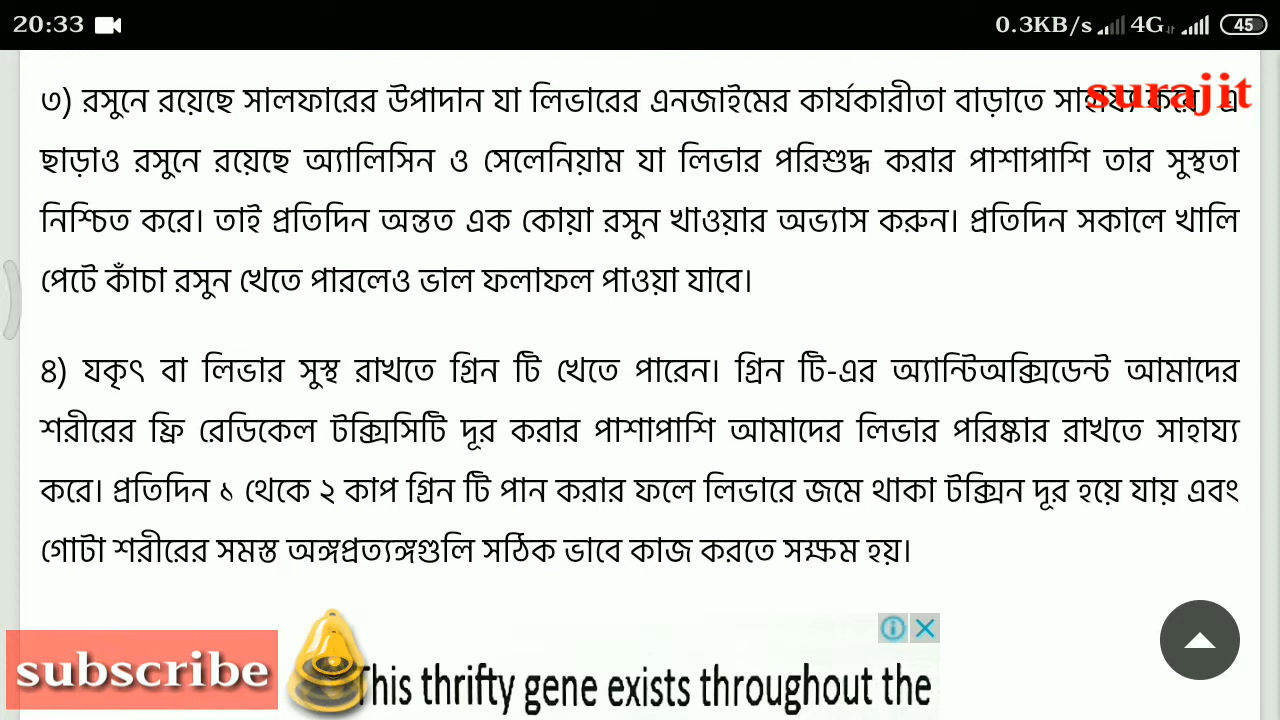 20:33 0.3KB/s 4G 45
surajit
৩) রসুনে রয়েছে সালফারের উপাদান যা লিভারের এনজাইমের কার্যকারীতা বাড়াতে সাহায্য করে। এ
ছাড়াও রসুনে রয়েছে অ্যালিসিন ও সেলেনিয়াম যা লিভার পরিশুদ্ধ করার পাশাপাশি তার সুস্থতা
নিশ্চিত করে। তাই প্রতিদিন অন্তত এক কোয়া রসুন খাওয়ার অভ্যাস করুন। প্রতিদিন সকালে খালি
পেটে কাঁচা রসুন খেতে পারলেও ভাল ফলাফল পাওয়া যাবে।
৪) যকৃৎ বা লিভার সুস্থ রাখতে গ্রিন টি খেতে পারেন। গ্রিন টি-এর অ্যান্টিঅক্সিডেন্ট আমাদের
শরীরের ফ্রি রেডিকেল টক্সিসিটি দূর করার পাশাপাশি আমাদের লিভার পরিষ্কার রাখতে সাহায্য
করে। প্রতিদিন ১ থেকে ২ কাপ গ্রিন টি পান করার ফলে লিভারে জমে থাকা টক্সিন দূর হয়ে যায় এবং
গোটা শরীরের সমস্ত অঙ্গপ্রত্যঙ্গগুলি সঠিক ভাবে কাজ করতে সক্ষম হয়।
subscribe
This thrifty gene exists throughout the